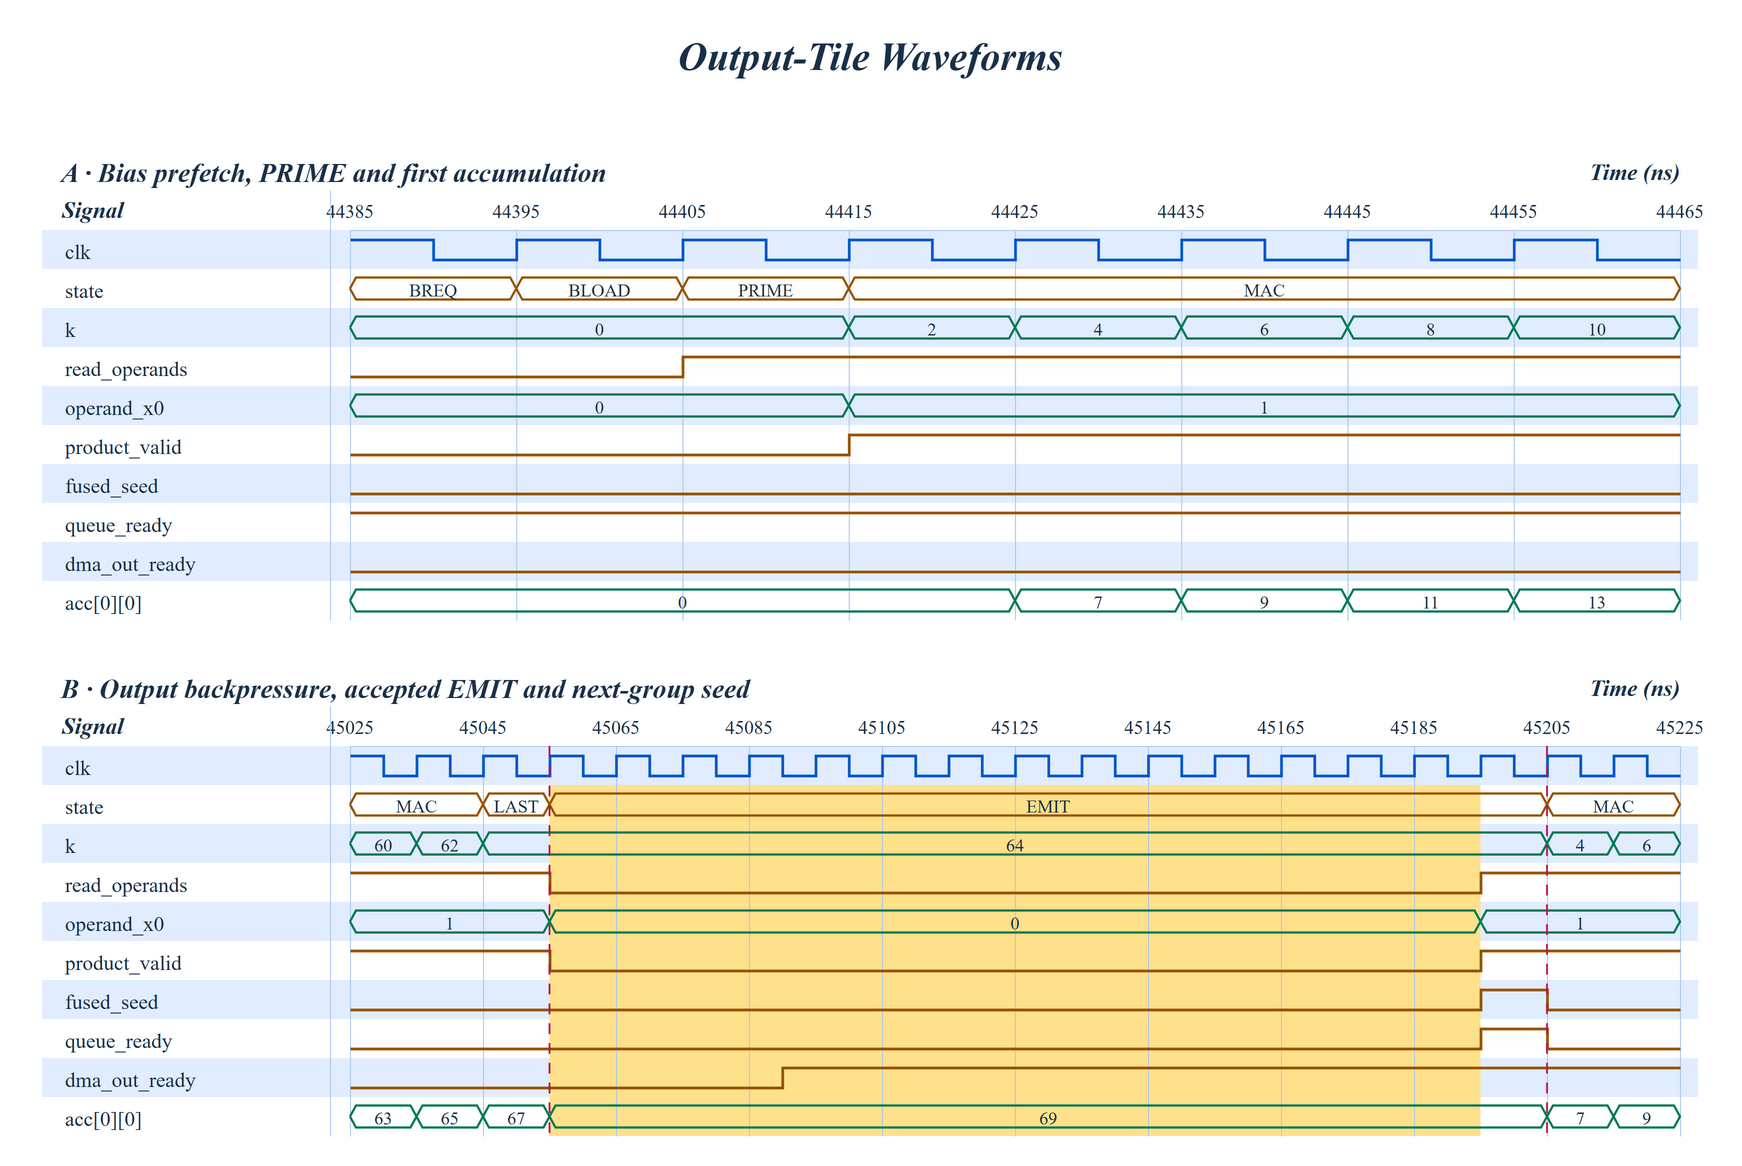 Output-Tile Waveforms
A · Bias prefetch, PRIME and first accumulation Time (ns)
Signal 44385 44395 44405 44415 44425 44435 44445 44455 44465
clk
state BREQ BLOAD PRIME MAC
k 0 2 4 6 8 10
read_operands
operand_x0 0 1
product_valid
fused_seed
queue_ready
dma_out_ready
acc[0][0] 0 7 9 11 13
B · Output backpressure, accepted EMIT and next-group seed Time (ns)
Signal 45025 45045 45065 45085 45105 45125 45145 45165 45185 45205 45225
clk
state MAC LAST EMIT MAC
k 60 62 64 4 6
read_operands
operand_x0 1 0 1
product_valid
fused_seed
queue_ready
dma_out_ready
acc[0][0] 63 65 67 69 7 9